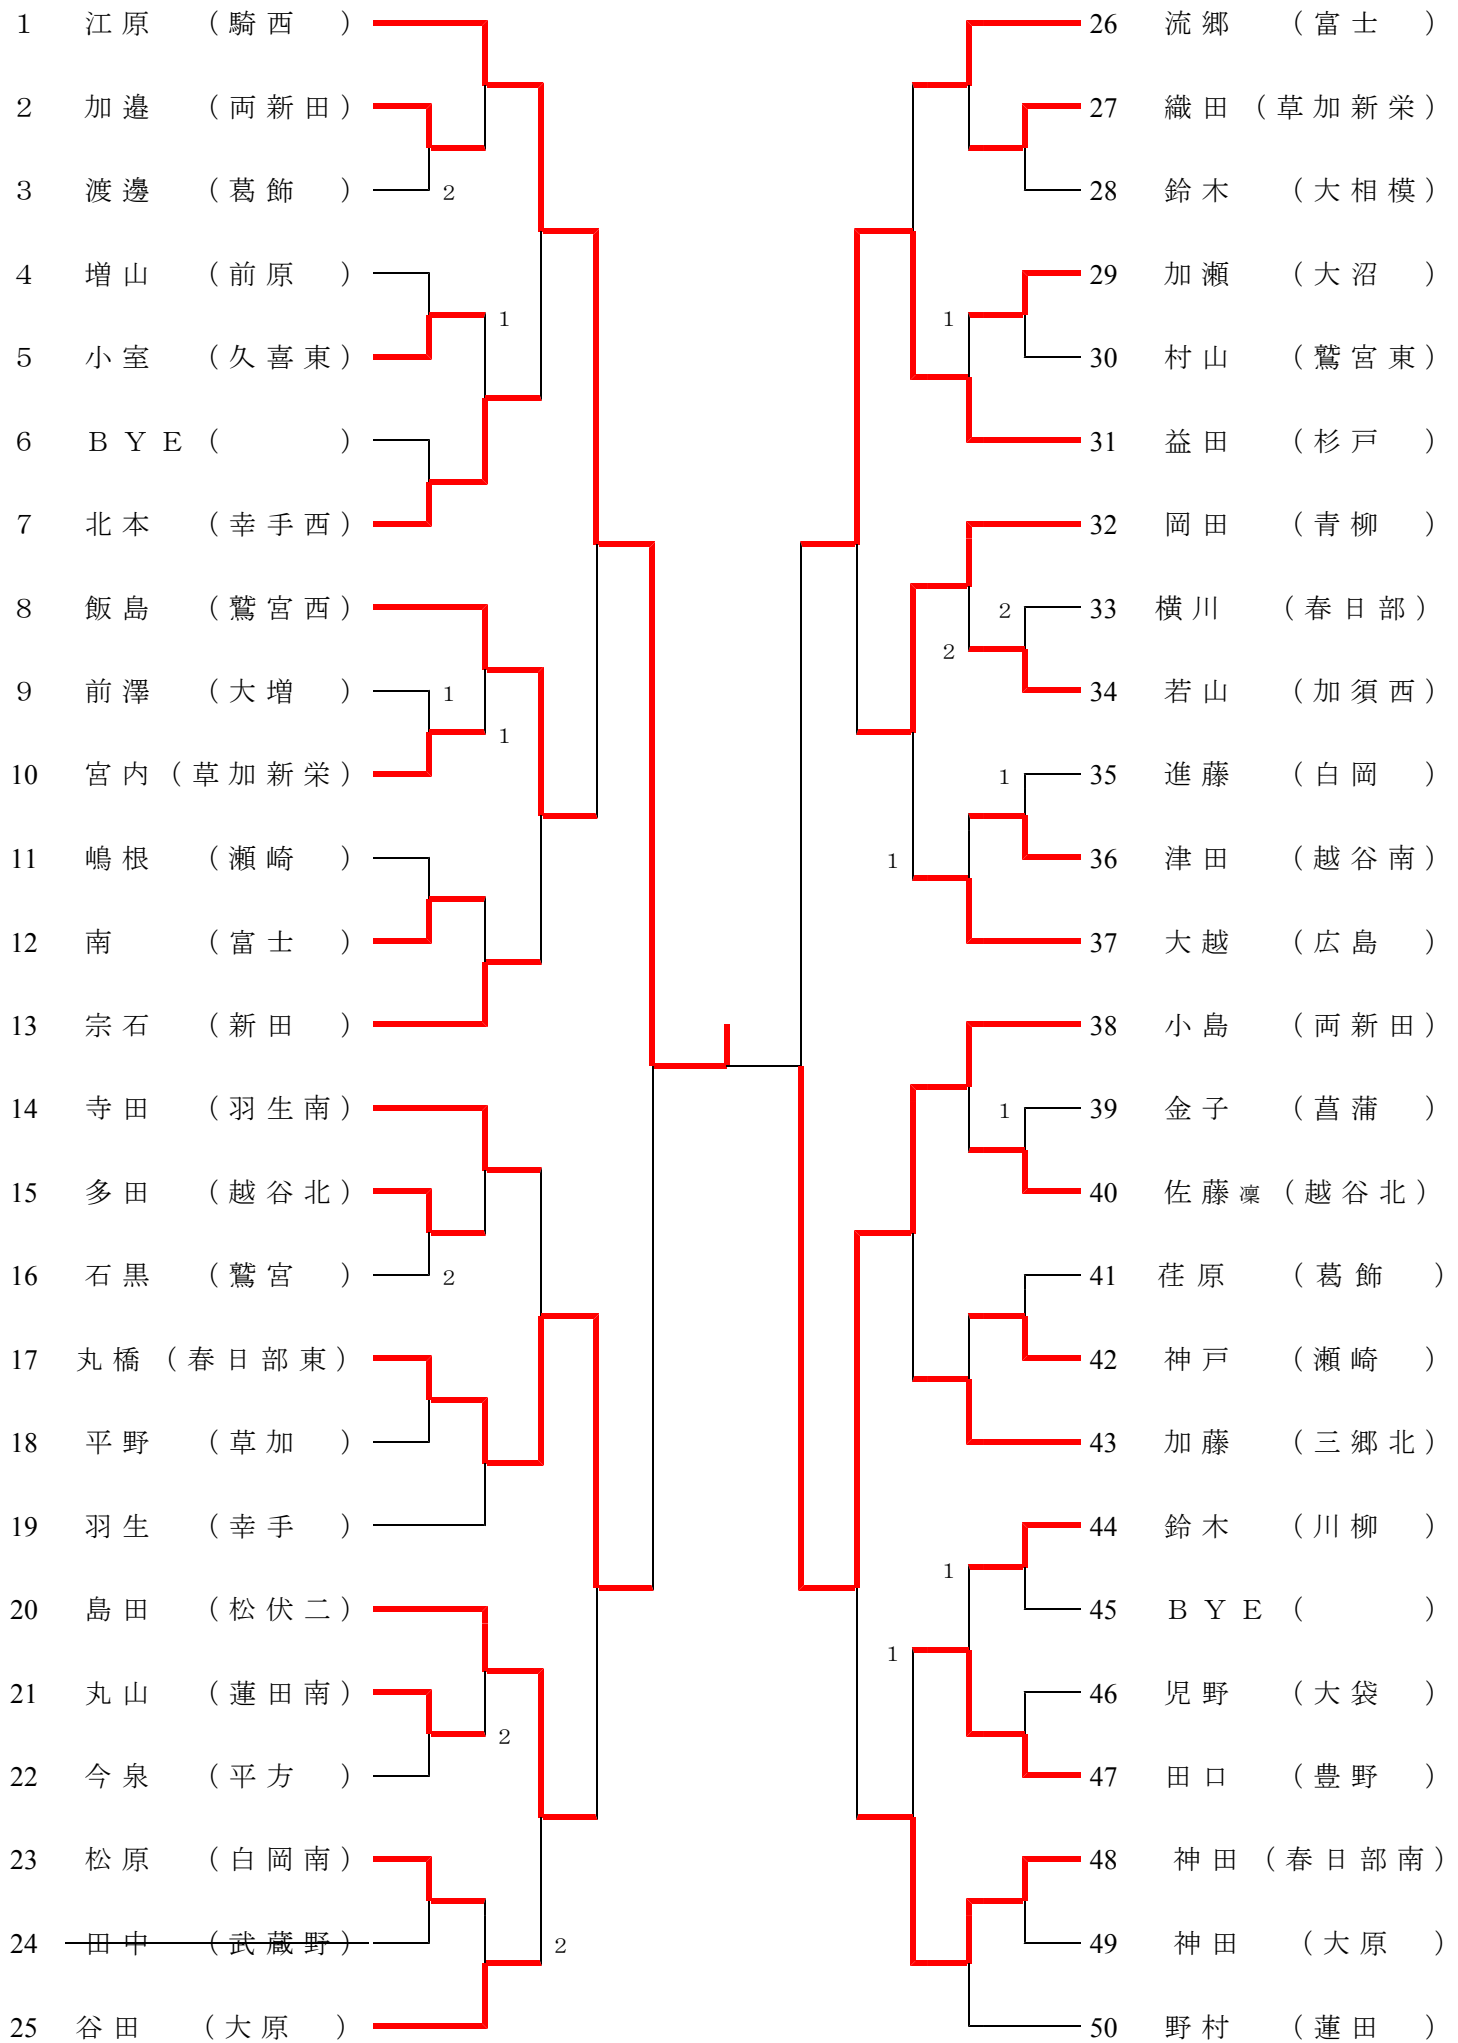 1 江原 (騎西)
2 加邉 (両新田)
3 渡邊 (葛飾)
2
4 増山 (前原)
1
5 小室 (久喜東)
6 ＢＹＥ ( )
7 北本 (幸手西)
8 飯島 (鷲宮西)
9 前澤 (大増)
1
1
10 宮内 (草加新栄)
11 嶋根 (瀬崎)
12 南 (富士)
13 宗石 (新田)
14 寺田 (羽生南)
15 多田 (越谷北)
16 石黒 (鷲宮)
2
17 丸橋 (春日部東)
18 平野 (草加)
19 羽生 (幸手)
20 島田 (松伏二)
21 丸山 (蓮田南)
2
22 今泉 (平方)
23 松原 (白岡南)
24 田中 (武蔵野)
2
25 谷田 (大原)
26 流郷 (富士)
27 織田 (草加新栄)
28 鈴木 (大相模)
29 加瀬 (大沼)
1
30 村山 (鷲宮東)
31 益田 (杉戸)
32 岡田 (青柳)
2
33 横川 (春日部)
2
34 若山 (加須西)
1
35 進藤 (白岡)
36 津田 (越谷南)
1
37 大越 (広島)
38 小島 (両新田)
1
39 金子 (菖蒲)
40 佐藤凜 (越谷北)
41 荏原 (葛飾)
42 神戸 (瀬崎)
43 加藤 (三郷北)
44 鈴木 (川柳)
1
45 ＢＹＥ ( )
1
46 児野 (大袋)
47 田口 (豊野)
48 神田 (春日部南)
49 神田 (大原)
50 野村 (蓮田)